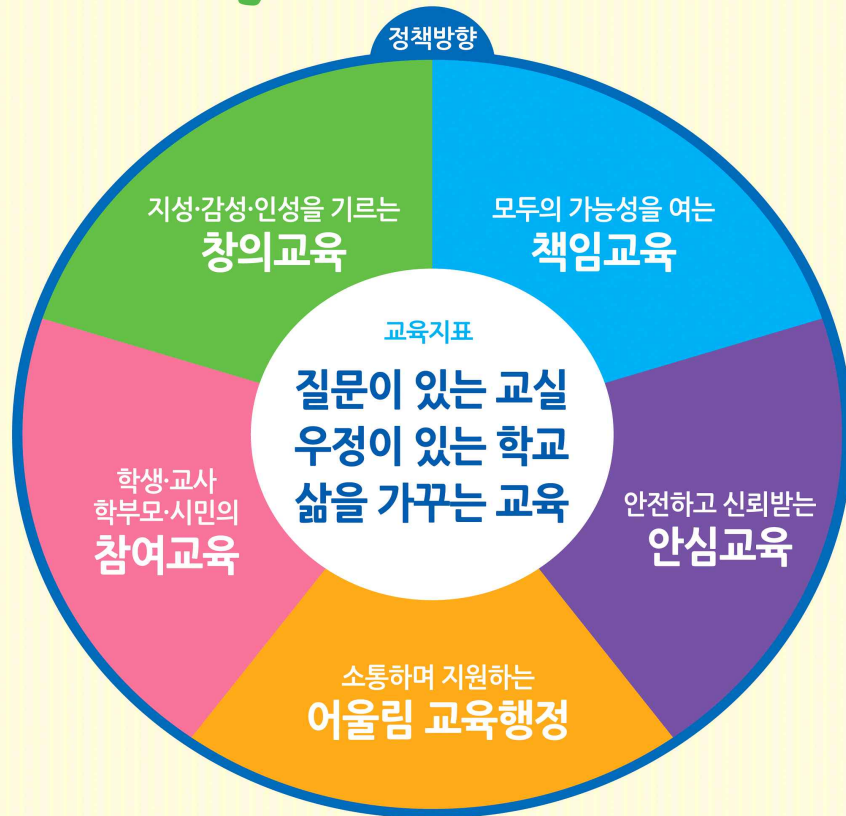 정책방향
지성·감성·인성을 기르는
창의교육
모두의 가능성을 여는
책임교육
교육지표
질문이 있는 교실
우정이 있는 학교
삶을 가꾸는 교육
학생·교사
학부모·시민의
참여교육
안전하고 신뢰받는
안심교육
소통하며 지원하는
어울림 교육행정